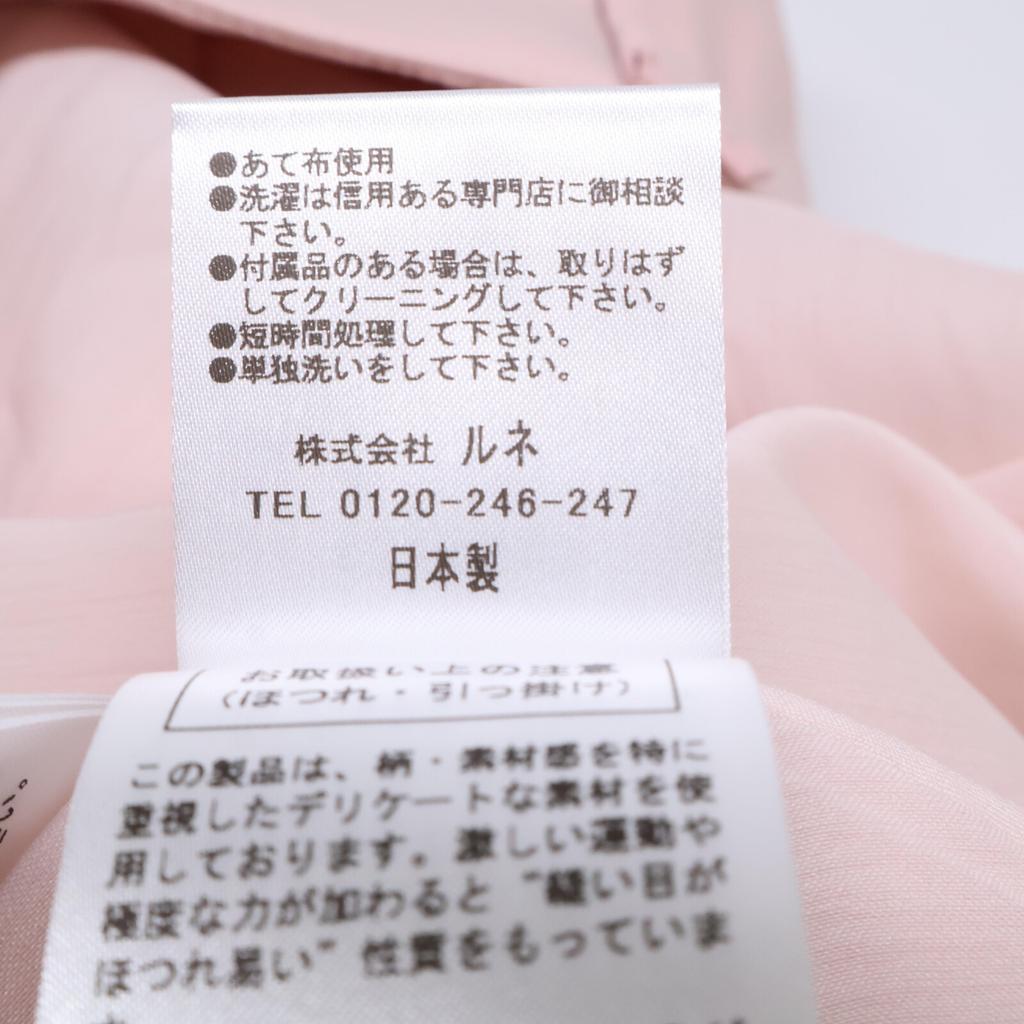 ●あて布使用
●洗濯は信用ある専門店に御相談
下さい。
●付属品のある場合は、取りはず
してクリーニングして下さい。
●短時間処理して下さい。
●単独洗いをして下さい。
株式会社 ルネ
TEL 0120-246-247
日本製
お取扱い上の注意
(ほつれ・引っ掛け)
この製品は、柄・素材感を特に
重視したデリケートな素材を使
用しております。激しい運動や
極度な力が加わると "縫い目が
ほつれ易い" 性質をもっていま